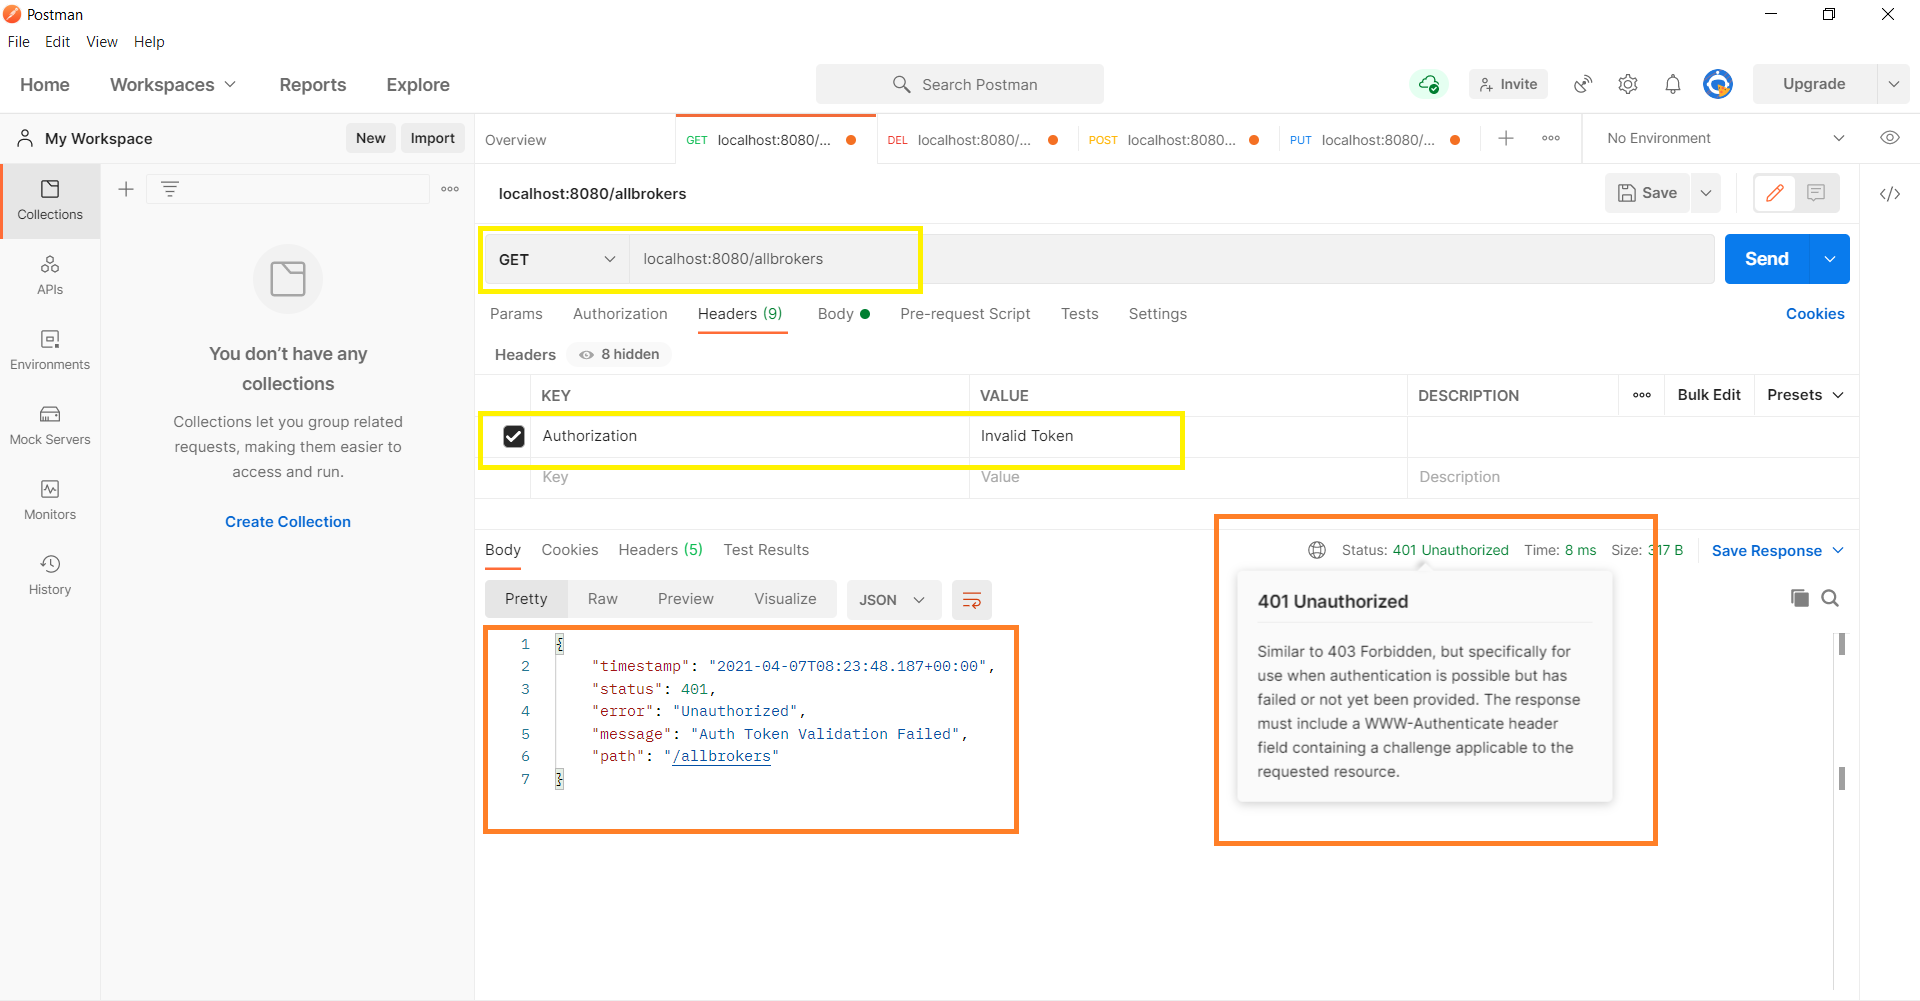 Postman
File Edit View Help
Home Workspaces Reports Explore Search Postman Invite Upgrade
My Workspace New Import Overview GET localhost:8080/... DEL localhost:8080/... POST localhost:8080... PUT localhost:8080/... No Environment
Collections
APIs
Environments
Mock Servers
Monitors
History
You don't have any
collections
Collections let you group related
requests, making them easier to
access and run.
Create Collection
localhost:8080/allbrokers Save
GET localhost:8080/allbrokers Send
Params Authorization Headers (9) Body Pre-request Script Tests Settings Cookies
Headers 8 hidden
KEY VALUE DESCRIPTION Bulk Edit Presets
Authorization Invalid Token
Key Value Description
Body Cookies Headers (5) Test Results Status: 401 Unauthorized Time: 8 ms Size: 317 B Save Response
Pretty Raw Preview Visualize JSON
1 {
2 "timestamp": "2021-04-07T08:23:48.187+00:00",
3 "status": 401,
4 "error": "Unauthorized",
5 "message": "Auth Token Validation Failed",
6 "path": "/allbrokers"
7 }
401 Unauthorized
Similar to 403 Forbidden, but specifically for
use when authentication is possible but has
failed or not yet been provided. The response
must include a WWW-Authenticate header
field containing a challenge applicable to the
requested resource.